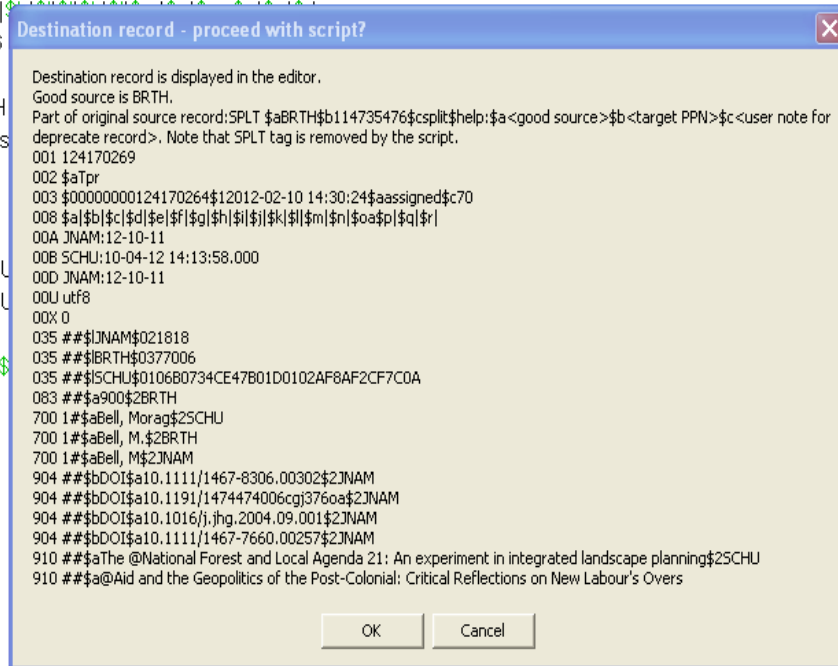 Destination record - proceed with script?
Destination record is displayed in the editor.
Good source is BRTH.
Part of original source record:SPLT $aBRTH$b114735476$csplit$help:$a<good source>$b<target PPN>$c<user note for
deprecate record>. Note that SPLT tag is removed by the script.
001 124170269
002 $aTpr
003 $00000000124170264$12012-02-10 14:30:24$aassigned$c70
008 $a|$b|$c|$d|$e|$f|$g|$h|$i|$j|$k|$l|$m|$n|$oa$p|$q|$r|
00A JNAM:12-10-11
00B SCHU:10-04-12 14:13:58.000
00D JNAM:12-10-11
00U utf8
00X 0
035 ##$lJNAM$021818
035 ##$lBRTH$0377006
035 ##$lSCHU$0106B0734CE47B01D0102AF8AF2CF7C0A
083 ##$a900$2BRTH
700 1#$aBell, Morag$2SCHU
700 1#$aBell, M.$2BRTH
700 1#$aBell, M$2JNAM
904 ##$bDOI$a10.1111/1467-8306.00302$2JNAM
904 ##$bDOI$a10.1191/1474474006cgj376oa$2JNAM
904 ##$bDOI$a10.1016/j.jhg.2004.09.001$2JNAM
904 ##$bDOI$a10.1111/1467-7660.00257$2JNAM
910 ##$aThe @National Forest and Local Agenda 21: An experiment in integrated landscape planning$2SCHU
910 ##$a@Aid and the Geopolitics of the Post-Colonial: Critical Reflections on New Labour's Overs
OK Cancel